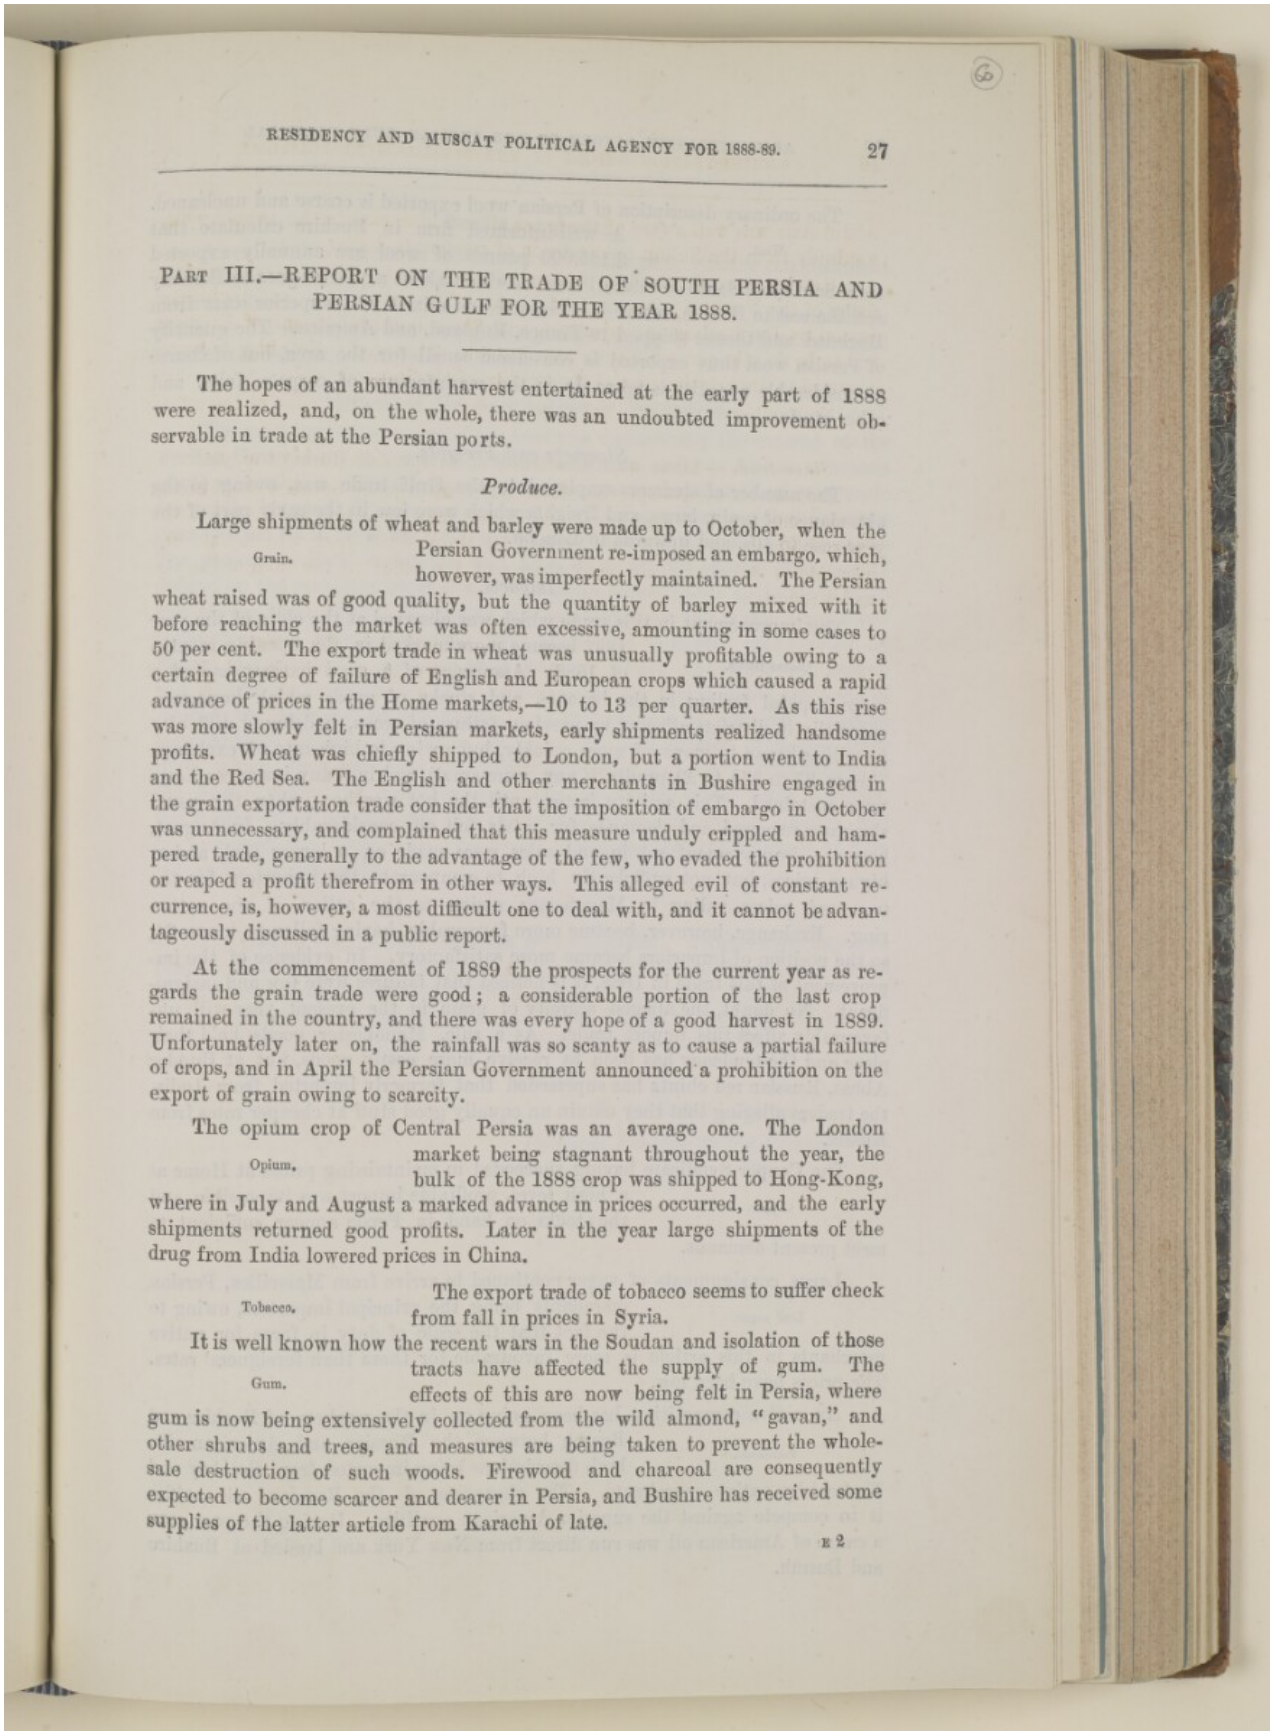 60
RESIDENCY AND MUSCAT POLITICAL AGENCY FOR 1888-89. 27
PART III.—REPORT ON THE TRADE OF SOUTH PERSIA AND
PERSIAN GULF FOR THE YEAR 1888.
The hopes of an abundant harvest entertained at the early part of 1888
were realized, and, on the whole, there was an undoubted improvement ob-
servable in trade at the Persian ports.
Produce.
Large shipments of wheat and barley were made up to October, when the
Grain.
Persian Government re-imposed an embargo, which,
however, was imperfectly maintained. The Persian
wheat raised was of good quality, but the quantity of barley mixed with it
before reaching the market was often excessive, amounting in some cases to
50 per cent. The export trade in wheat was unusually profitable owing to a
certain degree of failure of English and European crops which caused a rapid
advance of prices in the Home markets,—10 to 13 per quarter. As this rise
was more slowly felt in Persian markets, early shipments realized handsome
profits. Wheat was chiefly shipped to London, but a portion went to India
and the Red Sea. The English and other merchants in Bushire engaged in
the grain exportation trade consider that the imposition of embargo in October
was unnecessary, and complained that this measure unduly crippled and ham-
pered trade, generally to the advantage of the few, who evaded the prohibition
or reaped a profit therefrom in other ways. This alleged evil of constant re-
currence, is, however, a most difficult one to deal with, and it cannot be advan-
tageously discussed in a public report.
At the commencement of 1889 the prospects for the current year as re-
gards the grain trade were good; a considerable portion of the last crop
remained in the country, and there was every hope of a good harvest in 1889.
Unfortunately later on, the rainfall was so scanty as to cause a partial failure
of crops, and in April the Persian Government announced a prohibition on the
export of grain owing to scarcity.
The opium crop of Central Persia was an average one. The London
Opium.
market being stagnant throughout the year, the
bulk of the 1888 crop was shipped to Hong-Kong,
where in July and August a marked advance in prices occurred, and the early
shipments returned good profits. Later in the year large shipments of the
drug from India lowered prices in China.
The export trade of tobacco seems to suffer check
Tobacco.
from fall in prices in Syria.
It is well known how the recent wars in the Soudan and isolation of those
tracts have affected the supply of gum. The
Gum.
effects of this are now being felt in Persia, where
gum is now being extensively collected from the wild almond, "gavan," and
other shrubs and trees, and measures are being taken to prevent the whole-
sale destruction of such woods. Firewood and charcoal are consequently
expected to become scarcer and dearer in Persia, and Bushire has received some
supplies of the latter article from Karachi of late.
E 2